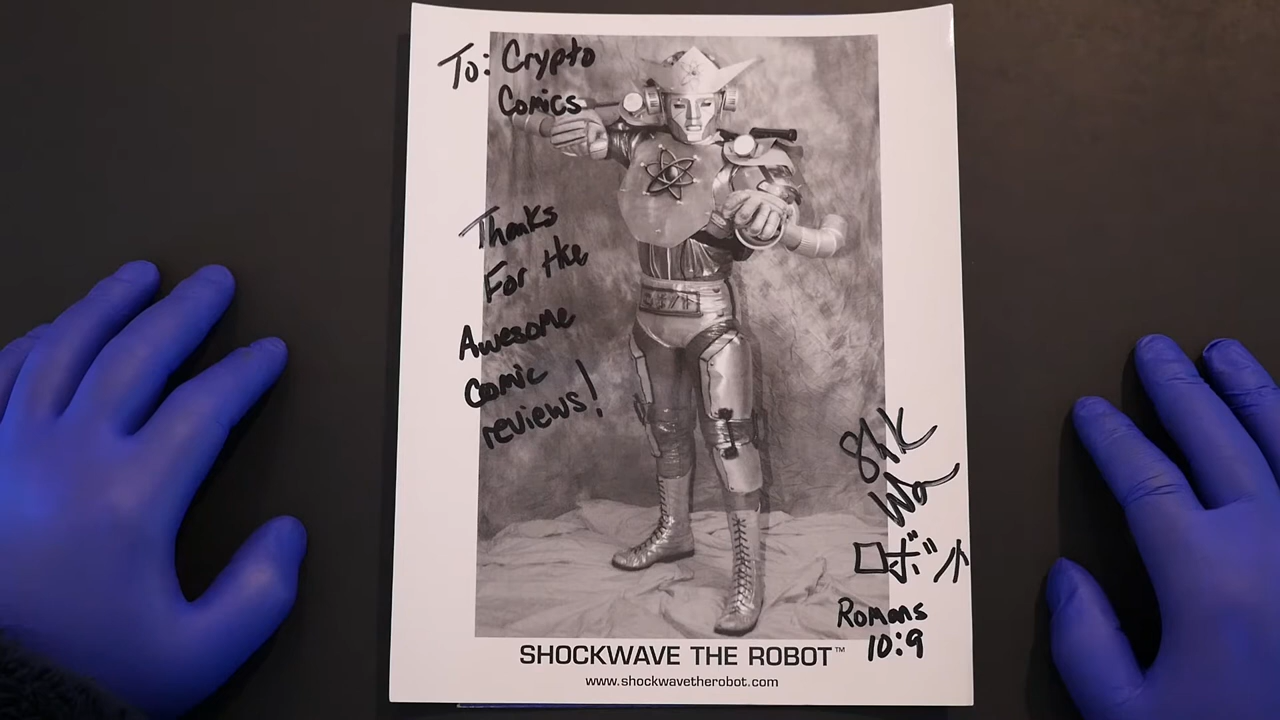 To: Crypto
Comics
Thanks
For the
Awesome
Comic
reviews!
ロボット
Romans
10:9
SHOCKWAVE THE ROBOT™
www.shockwavetherobot.com